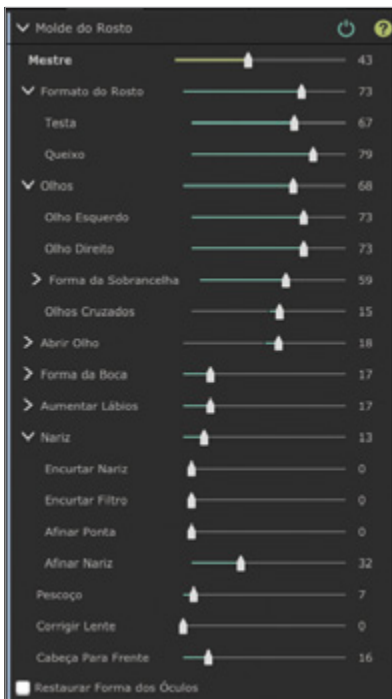 Molde do Rosto ?
Mestre 43
Formato do Rosto 73
Testa 67
Queixo 79
Olhos 68
Olho Esquerdo 73
Olho Direito 73
Forma da Sobrancelha 59
Olhos Cruzados 15
Abrir Olho 18
Forma da Boca 17
Aumentar Lábios 17
Nariz 13
Encurtar Nariz 0
Encurtar Filtro 0
Afinar Ponta 0
Afinar Nariz 32
Pescoço 7
Corrigir Lente 0
Cabeça Para Frente 16
Restaurar Forma dos Óculos